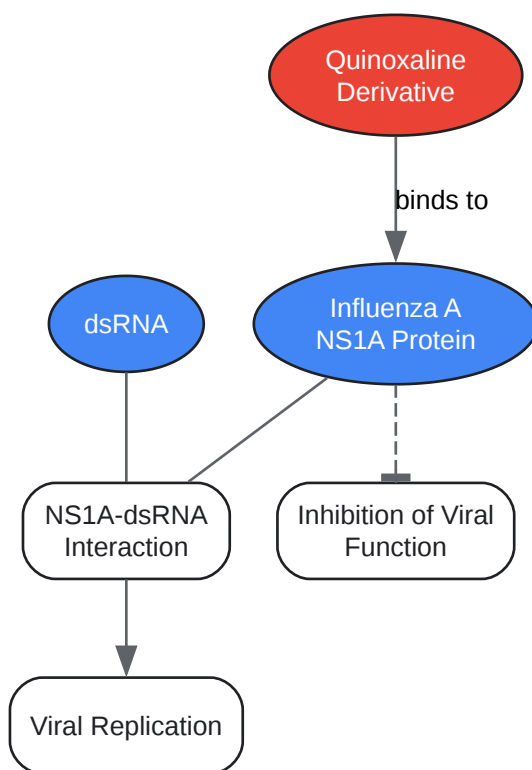 Quinoxaline
Derivative
binds to
dsRNA
Influenza A
NS1A Protein
NS1A-dsRNA
Interaction
Inhibition of Viral
Function
Viral Replication